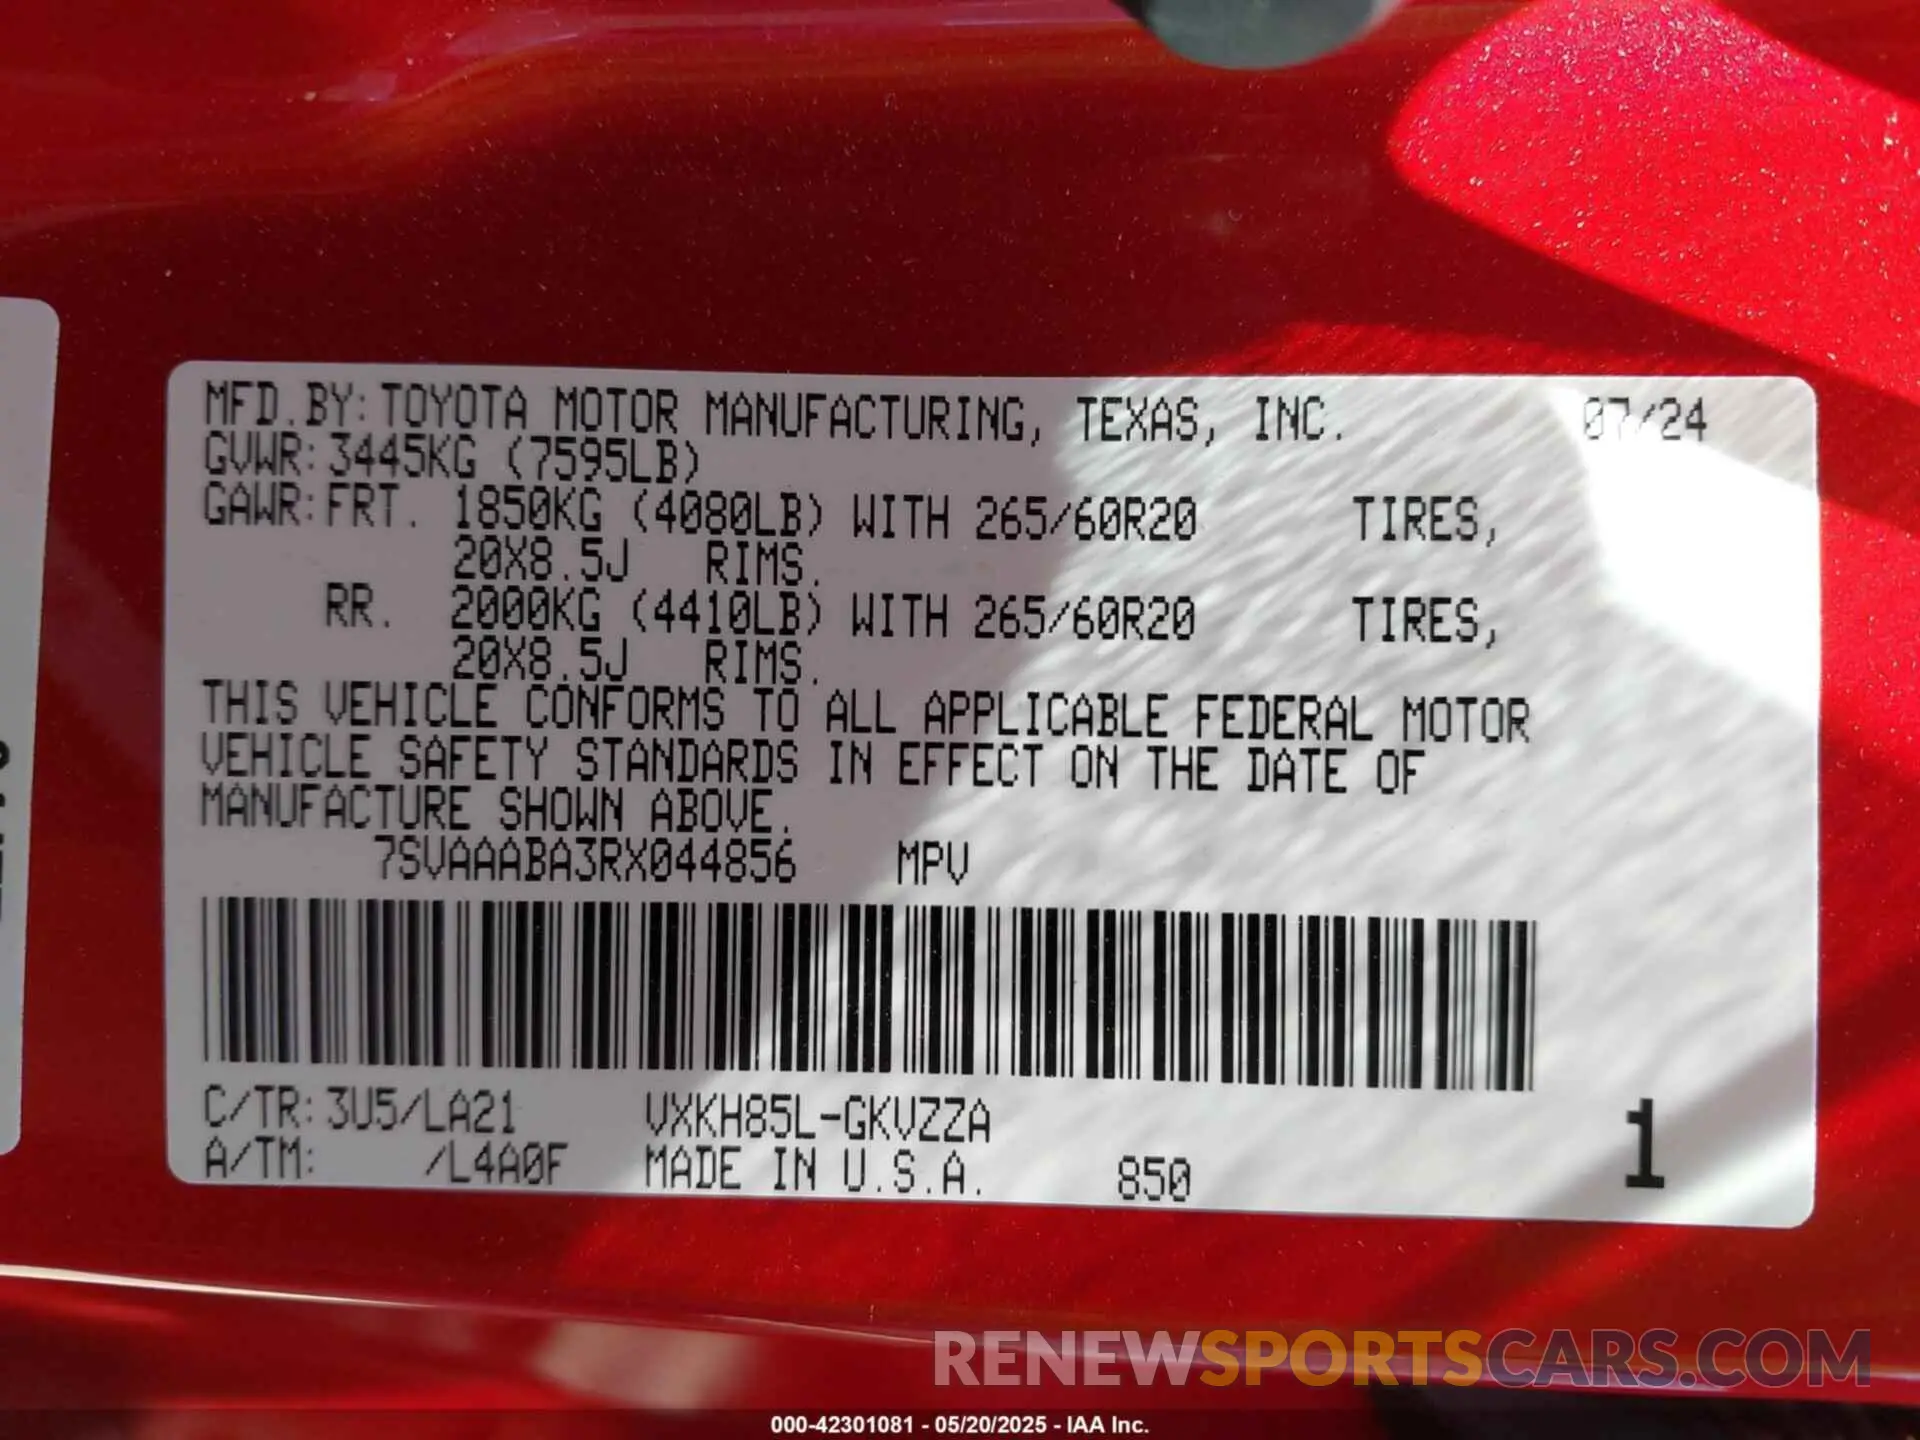 MFD.BY:TOYOTA MOTOR MANUFACTURING, TEXAS, INC. 07/24
GVWR:3445KG (7595LB)
GAWR:FRT. 1850KG (4080LB) WITH 265/60R20 TIRES,
20X8.5J RIMS.
RR. 2000KG (4410LB) WITH 265/60R20 TIRES,
20X8.5J RIMS.
THIS VEHICLE CONFORMS TO ALL APPLICABLE FEDERAL MOTOR
VEHICLE SAFETY STANDARDS IN EFFECT ON THE DATE OF
MANUFACTURE SHOWN ABOVE.
7SVAAABA3RX044856 MPV
C/TR:3U5/LA21 VXKH85L-GKVZZA
A/TM: /L4A0F MADE IN U.S.A. 850
1
RENEWSPORTSCARS.COM
000-42301081 - 05/20/2025 - IAA Inc.